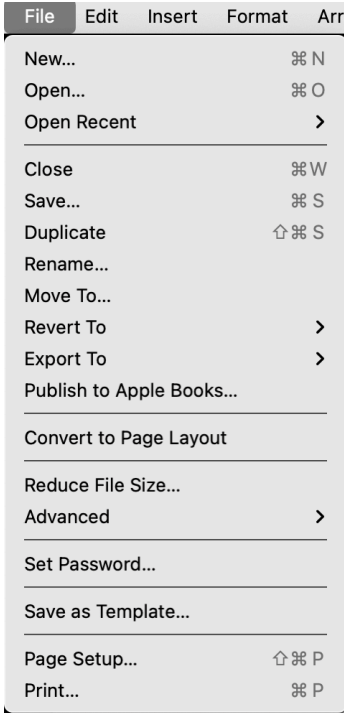 File Edit Insert Format Arr
New... ⌘ N
Open... ⌘ O
Open Recent >
Close ⌘ W
Save... ⌘ S
Duplicate ⇧ ⌘ S
Rename...
Move To...
Revert To >
Export To >
Publish to Apple Books...
Convert to Page Layout
Reduce File Size...
Advanced >
Set Password...
Save as Template...
Page Setup... ⇧ ⌘ P
Print... ⌘ P